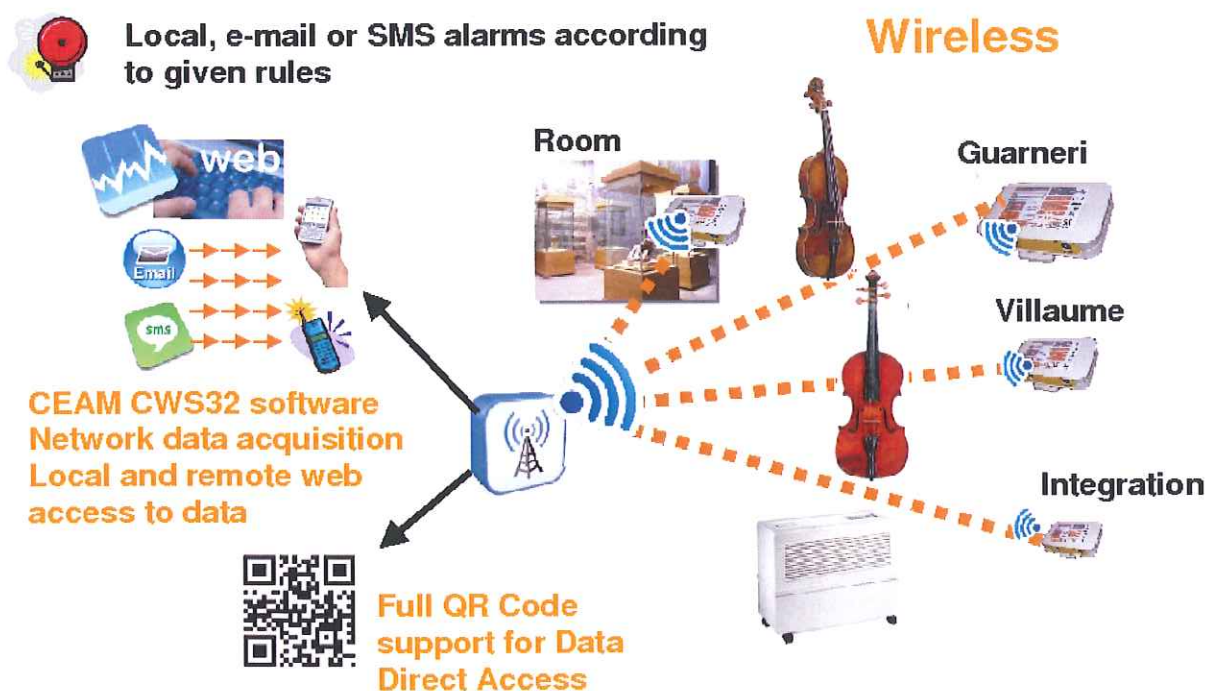 Local, e-mail or SMS alarms according
to given rules
Wireless
web
Room
Guarneri
Email
sms
Villaume
CEAM CWS32 software
Network data acquisition
Local and remote web
access to data
Integration
Full QR Code
support for Data
Direct Access